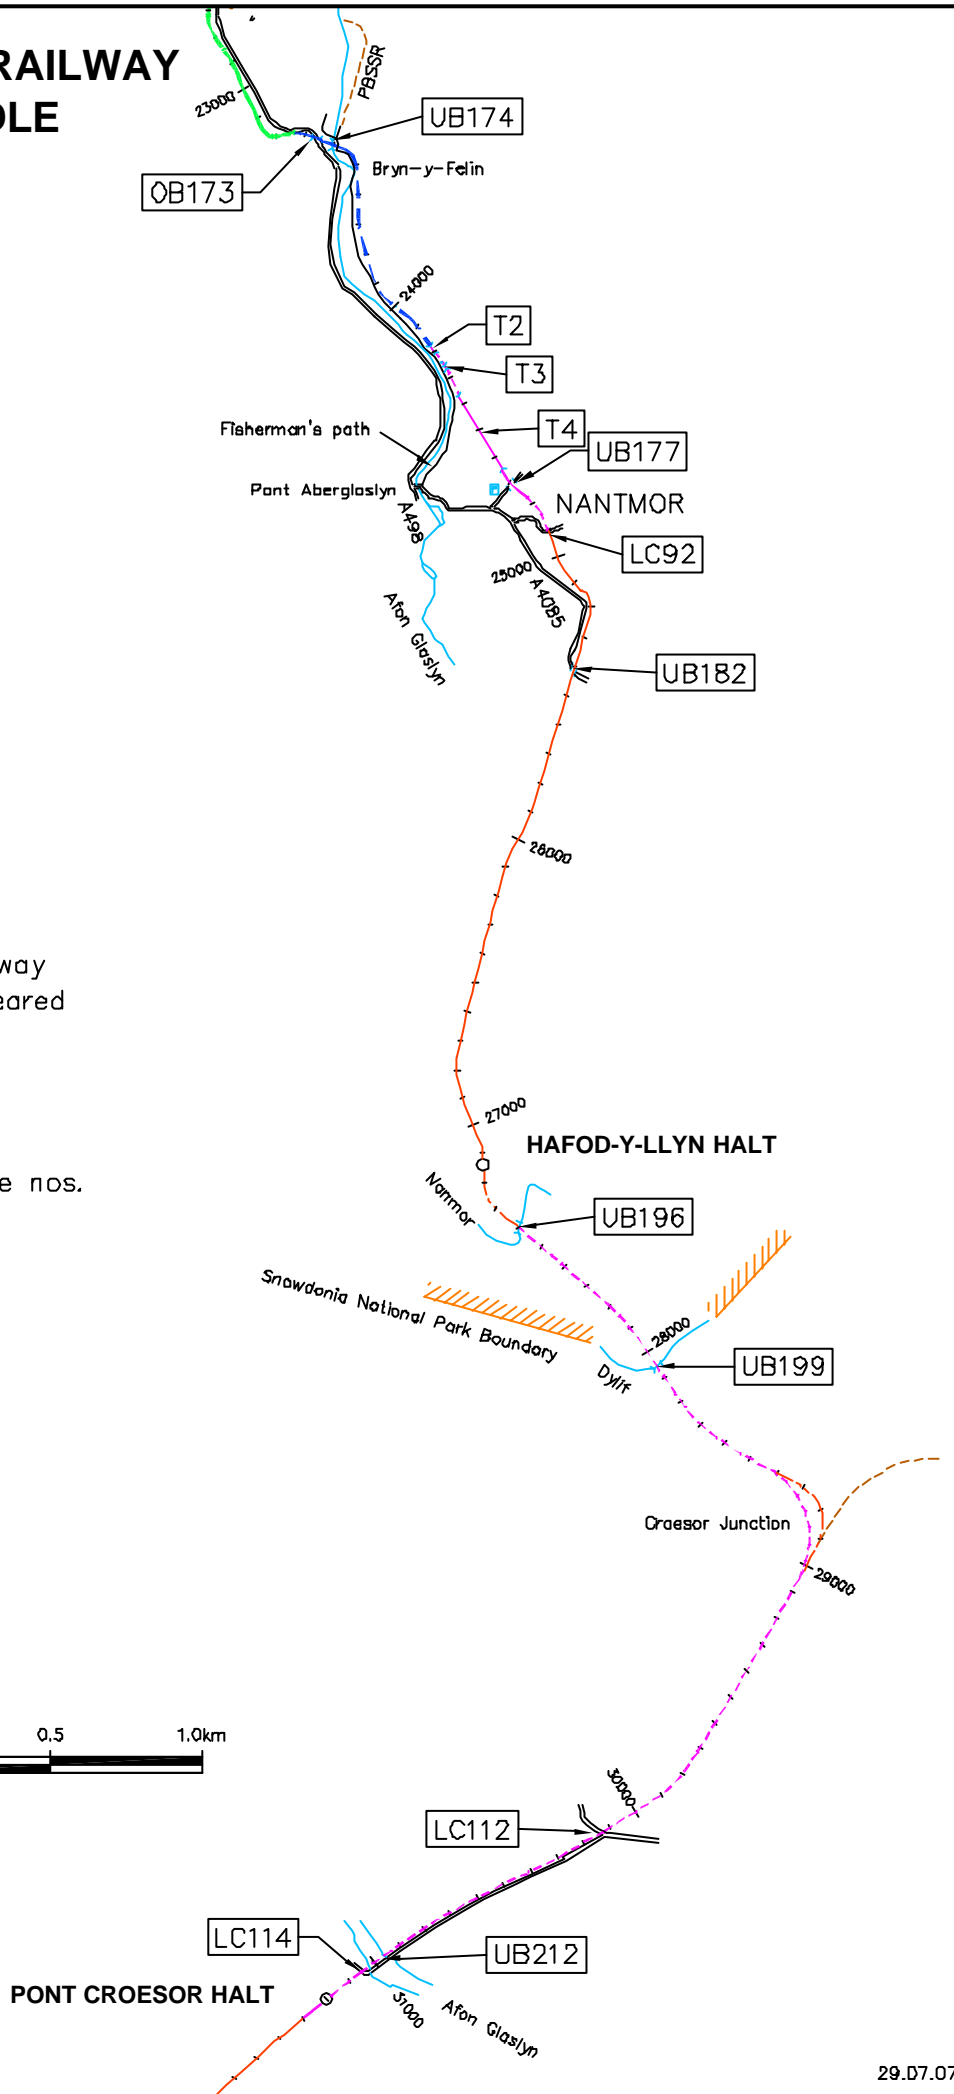 RAILWAY
OLE
PBSSR
23000
UB174
Bryn-y-Felin
OB173
24000
T2
T3
T4
Fisherman's path
UB177
Pont Aberglaslyn
NANTMOR
A498
LC92
25000
A4085
Afon Glaslyn
UB182
26000
way
eared
27000
HAFOD-Y-LLYN HALT
e nos.
Nanmor
UB196
Snowdonia National Park Boundary
28000
UB199
Dylif
Croesor Junction
29000
0.5
1.0km
30000
LC112
LC114
UB212
PONT CROESOR HALT
31000
Afon Glaslyn
29.07.07